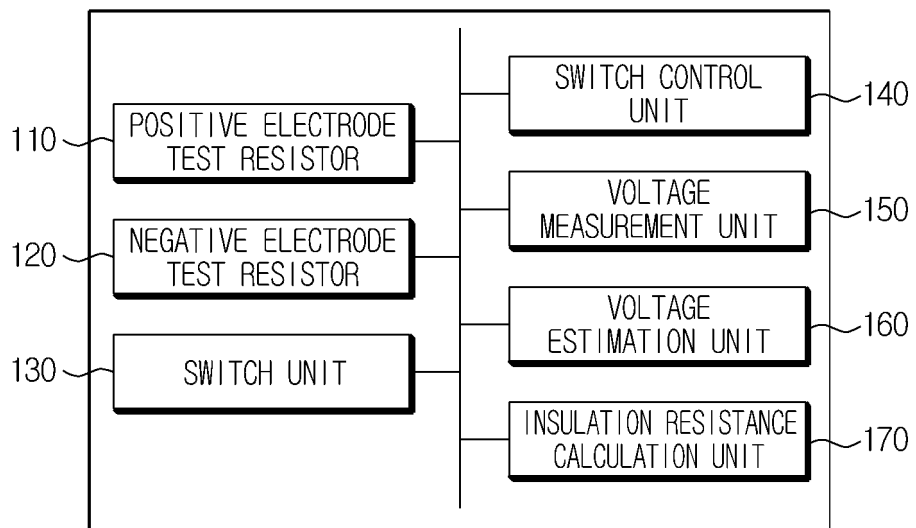 110
POSITIVE ELECTRODE
TEST RESISTOR
120
NEGATIVE ELECTRODE
TEST RESISTOR
130
SWITCH UNIT
SWITCH CONTROL
UNIT
140
VOLTAGE
MEASUREMENT UNIT
150
VOLTAGE
ESTIMATION UNIT
160
INSULATION RESISTANCE
CALCULATION UNIT
170